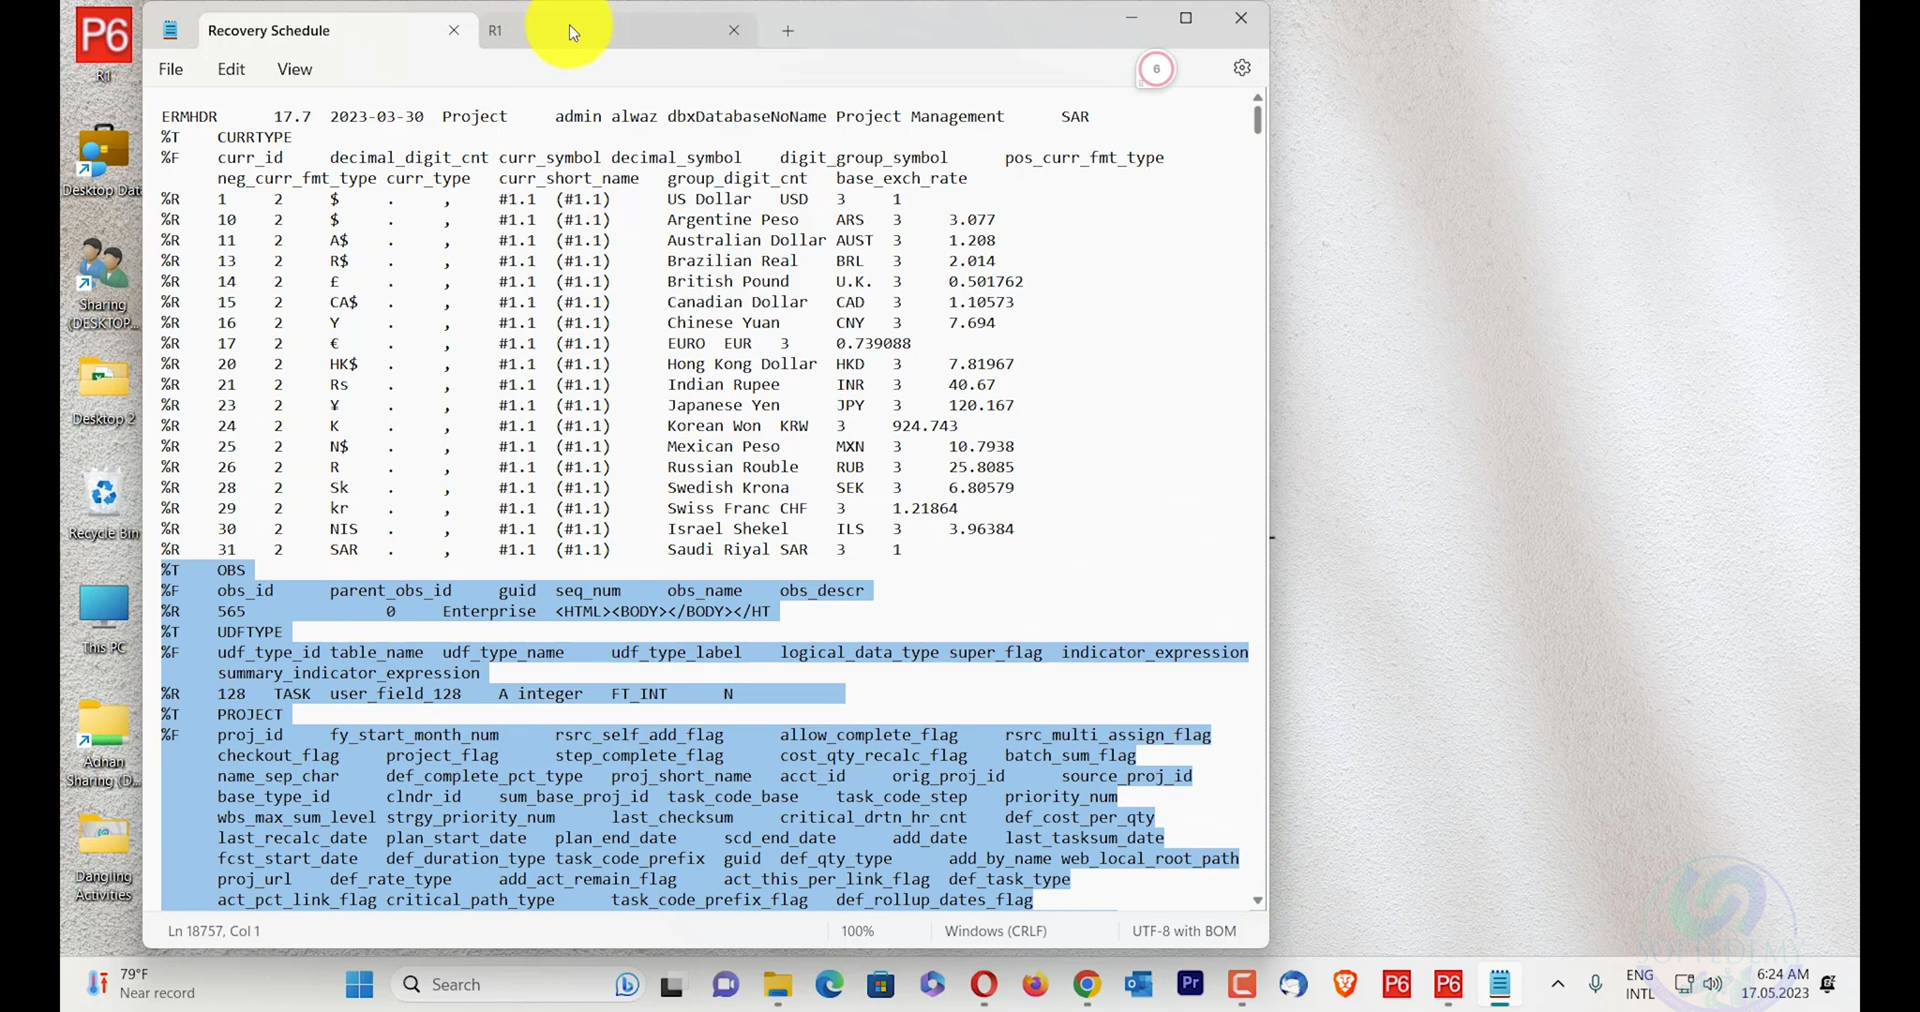 Recovery Schedule
R1
File Edit View
6
ERMHDR 17.7 2023-03-30 Project admin alwaz dbxDatabaseNoName Project Management SAR
%T CURRTYPE
%F curr_id decimal_digit_cnt curr_symbol decimal_symbol digit_group_symbol pos_curr_fmt_type
neg_curr_fmt_type curr_type curr_short_name group_digit_cnt base_exch_rate
%R 1 2 $ . , #1.1 (#1.1) US Dollar USD 3 1
%R 10 2 $ . , #1.1 (#1.1) Argentine Peso ARS 3 3.077
%R 11 2 A$ . , #1.1 (#1.1) Australian Dollar AUST 3 1.208
%R 13 2 R$ . , #1.1 (#1.1) Brazilian Real BRL 3 2.014
%R 14 2 £ . , #1.1 (#1.1) British Pound U.K. 3 0.501762
%R 15 2 CA$ . , #1.1 (#1.1) Canadian Dollar CAD 3 1.10573
%R 16 2 Y . , #1.1 (#1.1) Chinese Yuan CNY 3 7.694
%R 17 2 € . , #1.1 (#1.1) EURO EUR 3 0.739088
%R 20 2 HK$ . , #1.1 (#1.1) Hong Kong Dollar HKD 3 7.81967
%R 21 2 Rs . , #1.1 (#1.1) Indian Rupee INR 3 40.67
%R 23 2 ¥ . , #1.1 (#1.1) Japanese Yen JPY 3 120.167
%R 24 2 K . , #1.1 (#1.1) Korean Won KRW 3 924.743
%R 25 2 N$ . , #1.1 (#1.1) Mexican Peso MXN 3 10.7938
%R 26 2 R . , #1.1 (#1.1) Russian Rouble RUB 3 25.8085
%R 28 2 Sk . , #1.1 (#1.1) Swedish Krona SEK 3 6.80579
%R 29 2 kr . , #1.1 (#1.1) Swiss Franc CHF 3 1.21864
%R 30 2 NIS . , #1.1 (#1.1) Israel Shekel ILS 3 3.96384
%R 31 2 SAR . , #1.1 (#1.1) Saudi Riyal SAR 3 1
%T OBS
%F obs_id parent_obs_id guid seq_num obs_name obs_descr
%R 565 0 Enterprise <HTML><BODY></BODY></HT
%T UDFTYPE
%F udf_type_id table_name udf_type_name udf_type_label logical_data_type super_flag indicator_expression
summary_indicator_expression
%R 128 TASK user_field_128 A integer FT_INT N
%T PROJECT
%F proj_id fy_start_month_num rsrc_self_add_flag allow_complete_flag rsrc_multi_assign_flag
checkout_flag project_flag step_complete_flag cost_qty_recalc_flag batch_sum_flag
name_sep_char def_complete_pct_type proj_short_name acct_id orig_proj_id source_proj_id
base_type_id clndr_id sum_base_proj_id task_code_base task_code_step priority_num
wbs_max_sum_level strgy_priority_num last_checksum critical_drtn_hr_cnt def_cost_per_qty
last_recalc_date plan_start_date plan_end_date scd_end_date add_date last_tasksum_date
fcst_start_date def_duration_type task_code_prefix guid def_qty_type add_by_name web_local_root_path
proj_url def_rate_type add_act_remain_flag act_this_per_link_flag def_task_type
act_pct_link_flag critical_path_type task_code_prefix_flag def_rollup_dates_flag
Ln 18757, Col 1 100% Windows (CRLF) UTF-8 with BOM
P6
R1
Desktop Dat
Sharing
(DESKTOP...
Desktop 2
Recycle Bin
This PC
Adhan
Sharing (D...
Dangling
Activities
79°F
Near record
Search
Pr
P6
P6
ENG
INTL
6:24 AM
17.05.2023
SOFTEDEMY